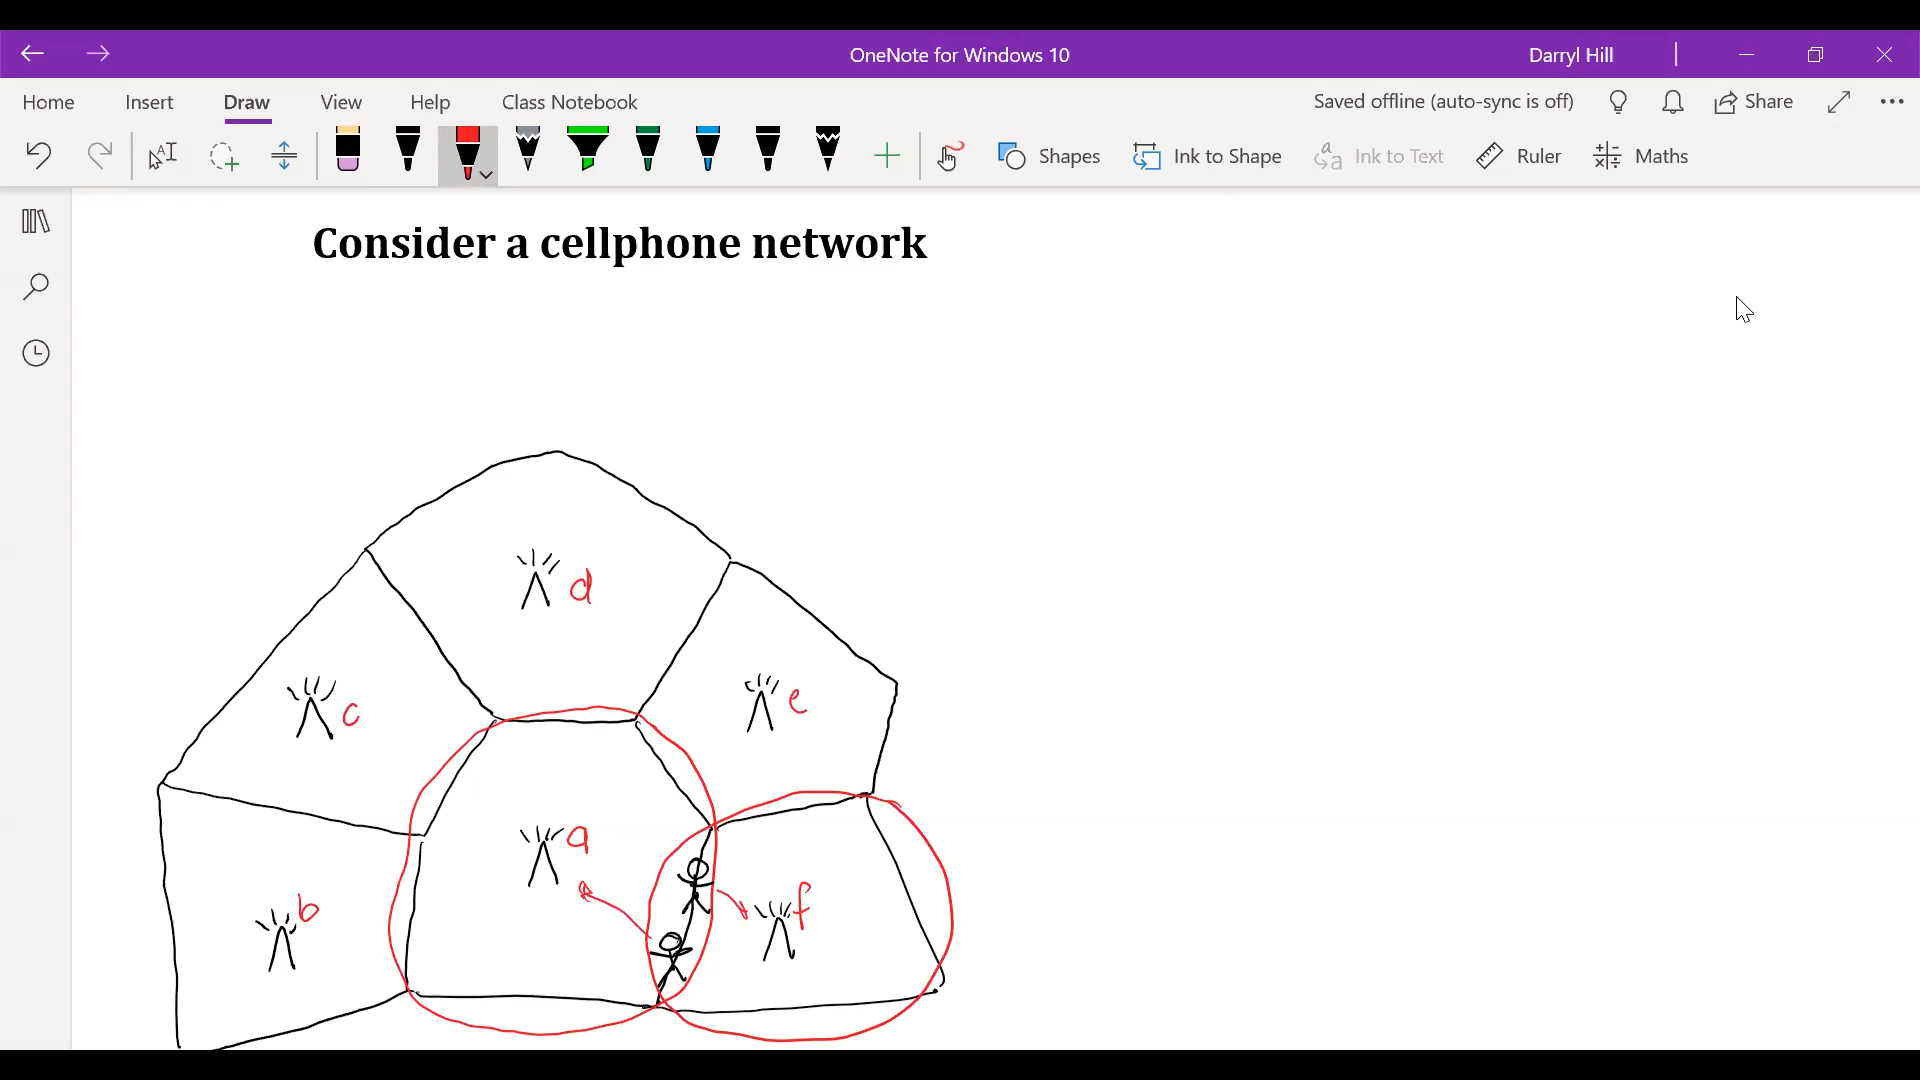 OneNote for Windows 10
Darryl Hill
Home Insert Draw View Help Class Notebook
Saved offline (auto-sync is off)
Share
Shapes Ink to Shape Ink to Text Ruler Maths
Consider a cellphone network
d
c
e
a
b
f